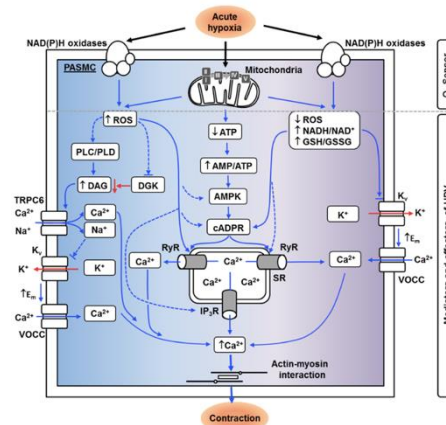 Acute
hypoxia
NAD(P)H oxidases
NAD(P)H oxidases
PASMC
Mitochondria
↑ ROS
↓ ATP
↓ ROS
↑ NADH/NAD⁺
↑ GSH/GSSG
PLC/PLD
↑ AMP/ATP
↑ DAG
DGK
AMPK
TRPC6
Ca²⁺
Ca²⁺
Na⁺
Na⁺
cADPR
Kᵥ
K⁺
K⁺
Kᵥ
K⁺
K⁺
RyR
RyR
Ca²⁺
Ca²⁺
Ca²⁺
↑Eₘ
↑Eₘ
SR
Ca²⁺
Ca²⁺
Ca²⁺
VOCC
IP₃R
Ca²⁺
Ca²⁺
VOCC
↑Ca²⁺
Actin-myosin
interaction
Contraction